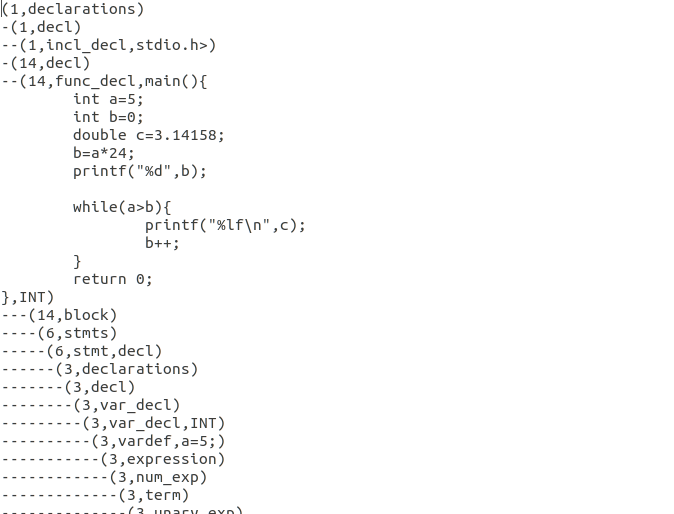 (1,declarations)
-(1,decl)
--(1,incl_decl,stdio.h>)
-(14,decl)
--(14,func_decl,main(){
        int a=5;
        int b=0;
        double c=3.14158;
        b=a*24;
        printf("%d",b);

        while(a>b){
                printf("%lf\n",c);
                b++;
        }
        return 0;
},INT)
---(14,block)
----(6,stmts)
-----(6,stmt,decl)
------(3,declarations)
-------(3,decl)
--------(3,var_decl)
---------(3,var_decl,INT)
----------(3,vardef,a=5;)
-----------(3,expression)
------------(3,num_exp)
-------------(3,term)
--------------(3,unary_exp)